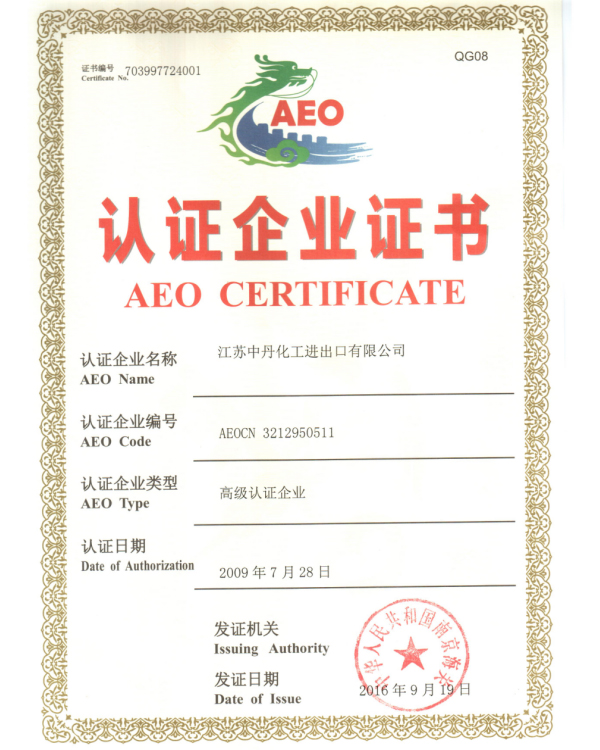 证书编号
Certificate No. 703997724001
QG08
AEO
认证企业证书
AEO CERTIFICATE
认证企业名称
AEO Name
江苏中丹化工进出口有限公司
认证企业编号
AEO Code
AEOCN 3212950511
认证企业类型
AEO Type
高级认证企业
认证日期
Date of Authorization
2009 年 7 月 28 日
发证机关
Issuing Authority
中华人民共和国南京海关
发证日期
Date of Issue
2016 年 9 月 19 日